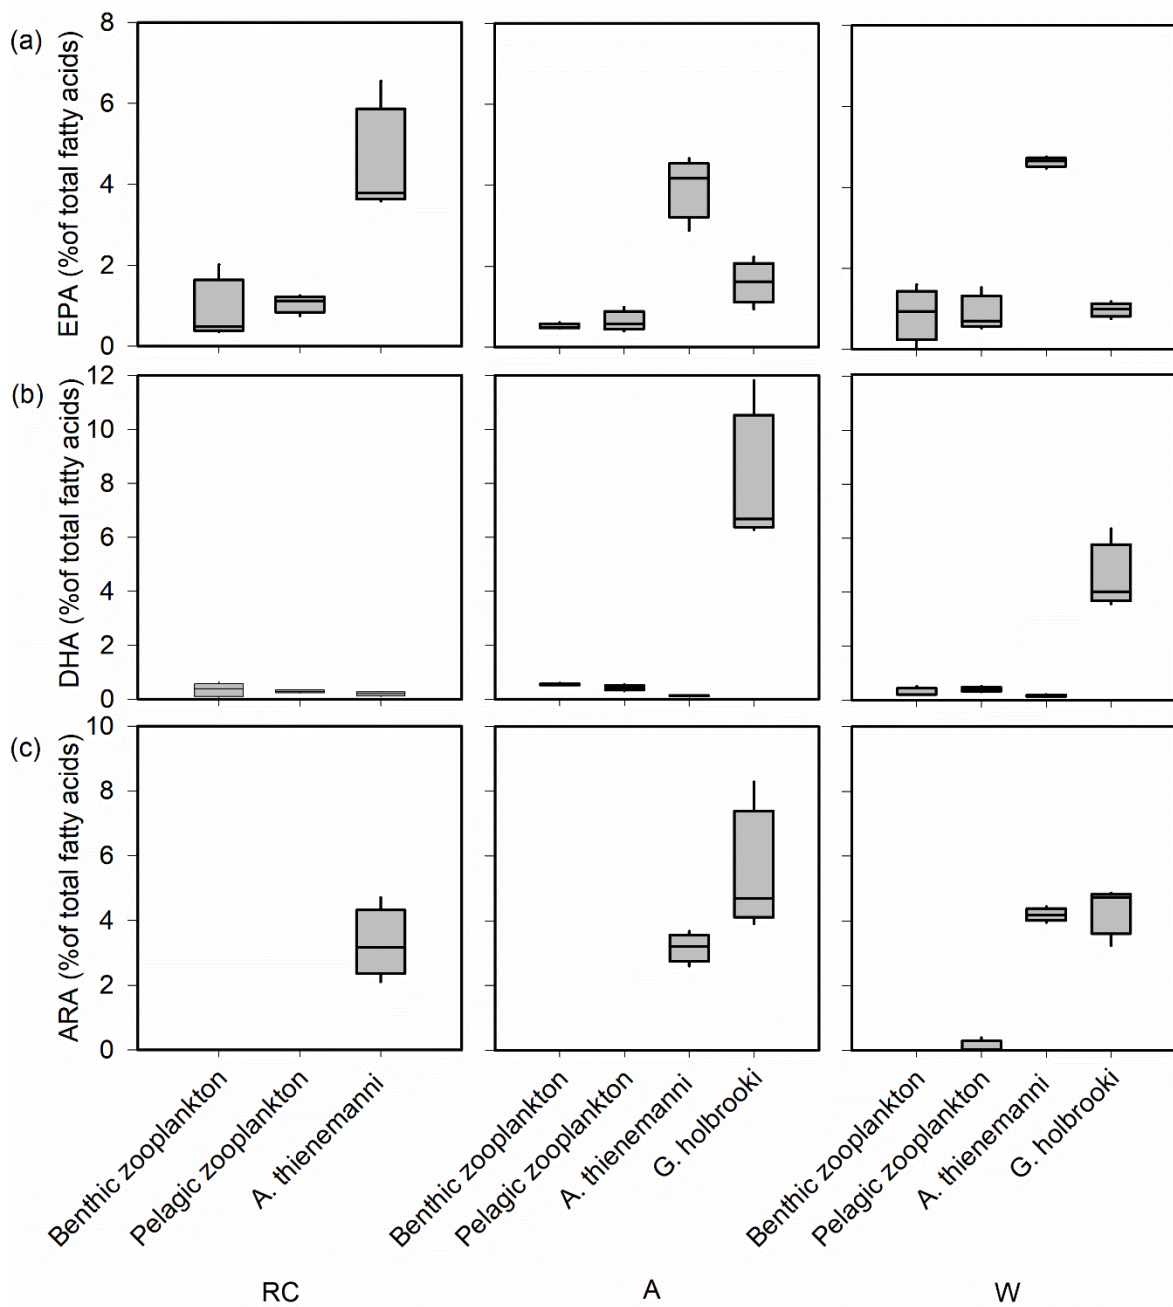 (a)
EPA (%of total fatty acids)
8
6
4
2
0
(b)
DHA (%of total fatty acids)
12
10
8
6
4
2
0
(c)
ARA (%of total fatty acids)
10
8
6
4
2
0
Benthic zooplankton
Pelagic zooplankton
A. thienemanni
Benthic zooplankton
Pelagic zooplankton
A. thienemanni
G. holbrooki
Benthic zooplankton
Pelagic zooplankton
A. thienemanni
G. holbrooki
RC
A
W